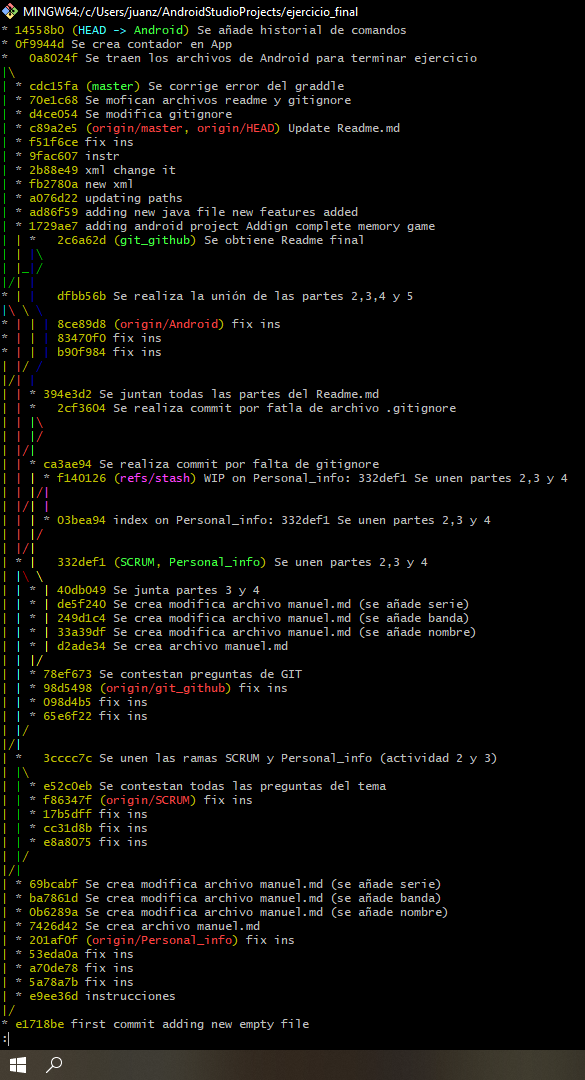 MINGW64:/c/Users/juanz/AndroidStudioProjects/ejercicio_final
* 14558b0 (HEAD -> Android) Se añade historial de comandos
* 0f9944d Se crea contador en App
*   0a8024f Se traen los archivos de Android para terminar ejercicio
|\
| * cdc15fa (master) Se corrige error del graddle
| * 70e1c68 Se mofican archivos readme y gitignore
| * d4ce054 Se modifica gitignore
| * c89a2e5 (origin/master, origin/HEAD) Update Readme.md
| * f51f6ce fix ins
| * 9fac607 instr
| * 2b88e49 xml change it
| * fb2780a new xml
| * a076d22 updating paths
| * ad86f59 adding new java file new features added
| * 1729ae7 adding android project Addign complete memory game
| | *   2c6a62d (git_github) Se obtiene Readme final
| | |\
| |_|/
|/| |
* | |   dfbb56b Se realiza la unión de las partes 2,3,4 y 5
|\ \ \
* | | | 8ce89d8 (origin/Android) fix ins
* | | | 83470f0 fix ins
* | | | b90f984 fix ins
| |/ /
|/| |
| | * 394e3d2 Se juntan todas las partes del Readme.md
| | *   2cf3604 Se realiza commit por fatla de archivo .gitignore
| | |\
| | |/
| |/|
| | * ca3ae94 Se realiza commit por falta de gitignore
| | | * f140126 (refs/stash) WIP on Personal_info: 332def1 Se unen partes 2,3 y 4
| | |/|
| |/| |
| | | * 03bea94 index on Personal_info: 332def1 Se unen partes 2,3 y 4
| | |/
| |/|
| * |   332def1 (SCRUM, Personal_info) Se unen partes 2,3 y 4
| |\ \
| | * | 40db049 Se junta partes 3 y 4
| | * | de5f240 Se crea modifica archivo manuel.md (se añade serie)
| | * | 249d1c4 Se crea modifica archivo manuel.md (se añade banda)
| | * | 33a39df Se crea modifica archivo manuel.md (se añade nombre)
| | * | d2ade34 Se crea archivo manuel.md
| | |/
| | * 78ef673 Se contestan preguntas de GIT
| | * 98d5498 (origin/git_github) fix ins
| | * 098d4b5 fix ins
| | * 65e6f22 fix ins
| |/
|/|
| *   3cccc7c Se unen las ramas SCRUM y Personal_info (actividad 2 y 3)
| |\
| | * e52c0eb Se contestan todas las preguntas del tema
| | * f86347f (origin/SCRUM) fix ins
| | * 17b5dff fix ins
| | * cc31d8b fix ins
| | * e8a8075 fix ins
| |/
|/|
| * 69bcabf Se crea modifica archivo manuel.md (se añade serie)
| * ba7861d Se crea modifica archivo manuel.md (se añade banda)
| * 0b6289a Se crea modifica archivo manuel.md (se añade nombre)
| * 7426d42 Se crea archivo manuel.md
| * 201af0f (origin/Personal_info) fix ins
| * 53eda0a fix ins
| * a70de78 fix ins
| * 5a78a7b fix ins
| * e9ee36d instrucciones
|/
* e1718be first commit adding new empty file
: